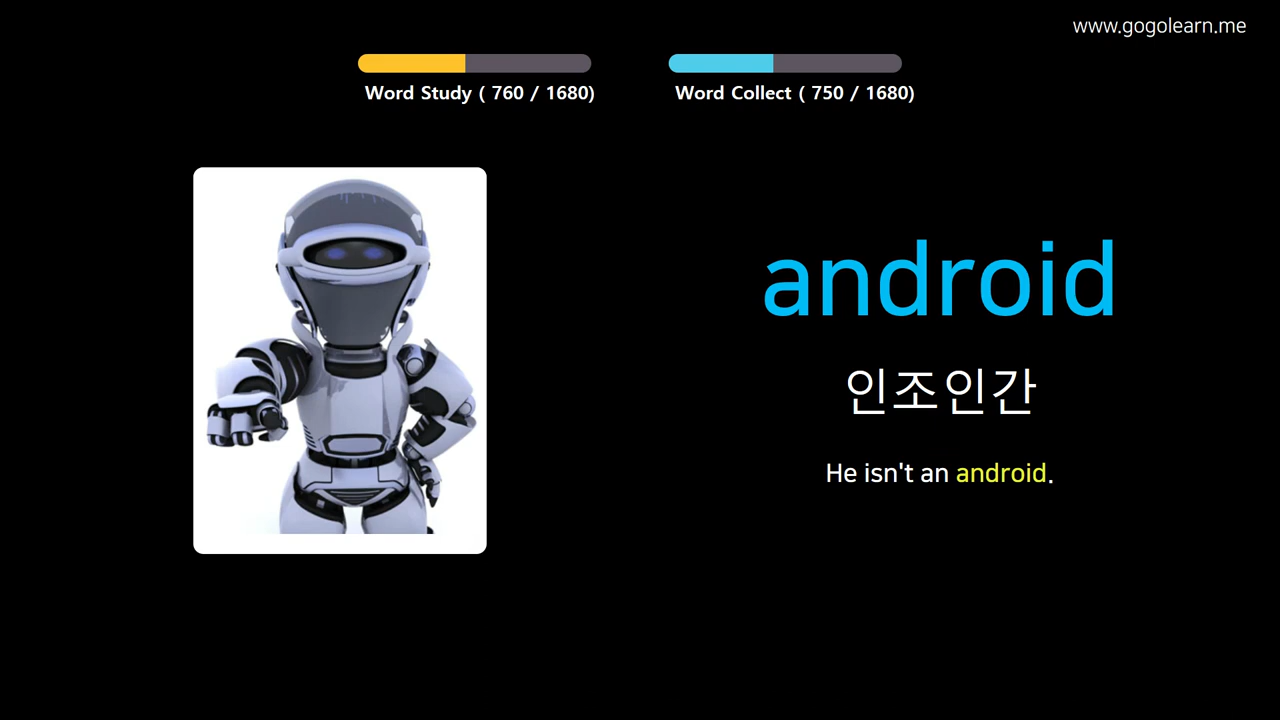 www.gogolearn.me
Word Study ( 760 / 1680)
Word Collect ( 750 / 1680)
android
인조인간
He isn't an android.